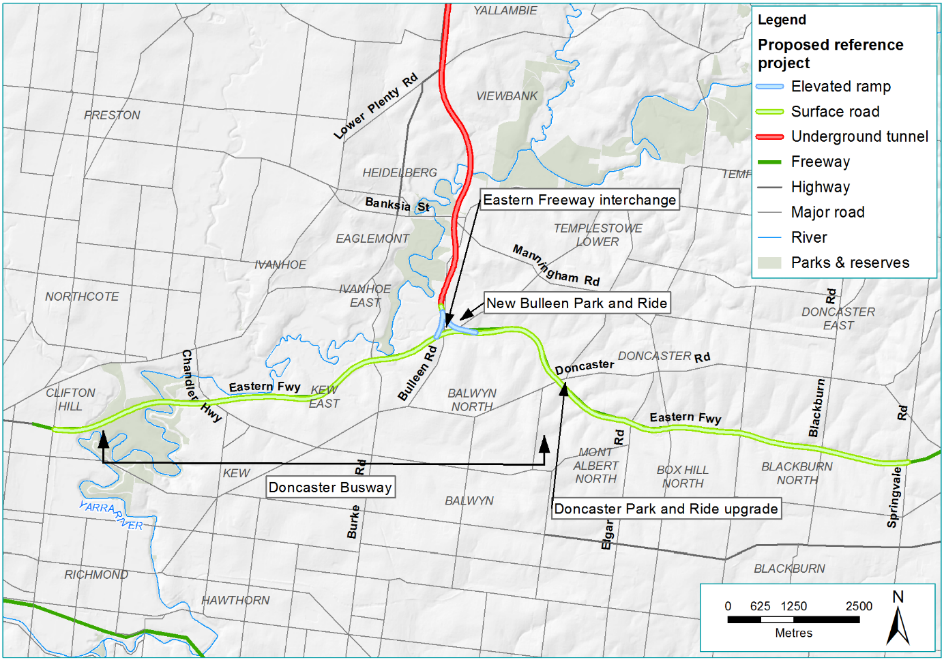 YALLAMBIE
Legend
Proposed reference
project
Elevated ramp
Surface road
Underground tunnel
Freeway
Highway
Major road
River
Parks & reserves
Lower Plenty Rd
VIEWBANK
PRESTON
HEIDELBERG
TEMP
Banksia St
Eastern Freeway interchange
EAGLEMONT
TEMPLESTOWE
LOWER
IVANHOE
Manningham Rd
NORTHCOTE
IVANHOE
EAST
New Bulleen Park and Ride
Rd
DONCASTER
EAST
Bulleen Rd
DONCASTER
Doncaster Rd
Chandler Hwy
CLIFTON
HILL
Eastern Fwy
KEW
EAST
BALWYN
NORTH
Blackburn
Rd
Eastern Fwy
Rd
MONT
ALBERT
NORTH
BOX HILL
NORTH
BLACKBURN
NORTH
KEW
Rd
Doncaster Busway
BALWYN
Springvale
YARRA RIVER
Burke
Doncaster Park and Ride upgrade
Elgar
RICHMOND
BLACKBURN
HAWTHORN
N
0 625 1250 2500
Metres